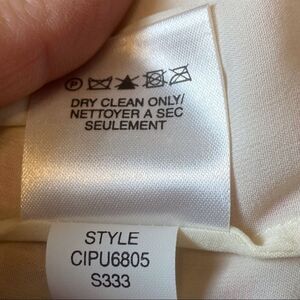 P
DRY CLEAN ONLY/
NETTOYER A SEC
SEULEMENT
STYLE
CIPU6805
S333